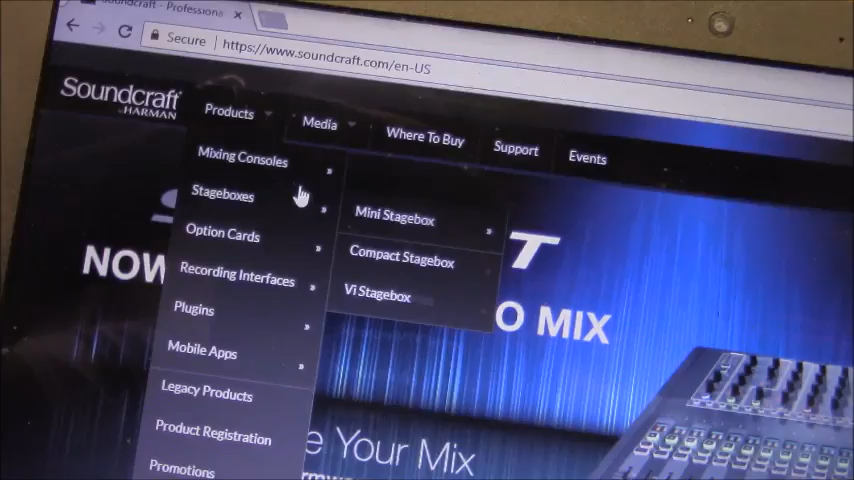 Soundcraft - Professiona
Secure
https://www.soundcraft.com/en-US
Soundcraft
BY HARMAN
Products
Media
Where To Buy
Support
Events
Mixing Consoles »
Stageboxes »
Option Cards »
Recording Interfaces »
Plugins »
Mobile Apps »
Legacy Products
Product Registration
Promotions
Mini Stagebox »
Compact Stagebox
Vi Stagebox
NOW
O MIX
e Your Mix